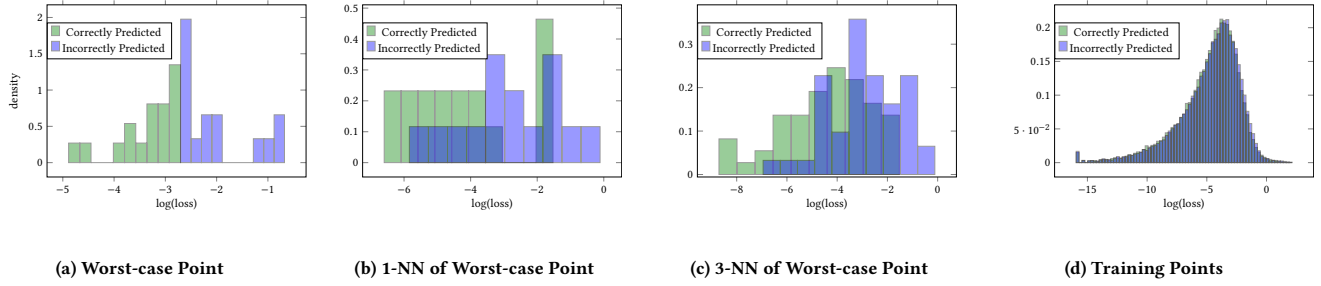 2
1.5
1
0.5
0
density
−5
−4
−3
−2
−1
log(loss)
Correctly Predicted
Incorrectly Predicted
(a) Worst-case Point
0.5
0.4
0.3
0.2
0.1
0
−6
−4
−2
0
log(loss)
Correctly Predicted
Incorrectly Predicted
(b) 1-NN of Worst-case Point
0.3
0.2
0.1
0
−8
−6
−4
−2
0
log(loss)
Correctly Predicted
Incorrectly Predicted
(c) 3-NN of Worst-case Point
0.2
0.15
0.1
5 · 10−2
0
−15
−10
−5
0
log(loss)
Correctly Predicted
Incorrectly Predicted
(d) Training Points